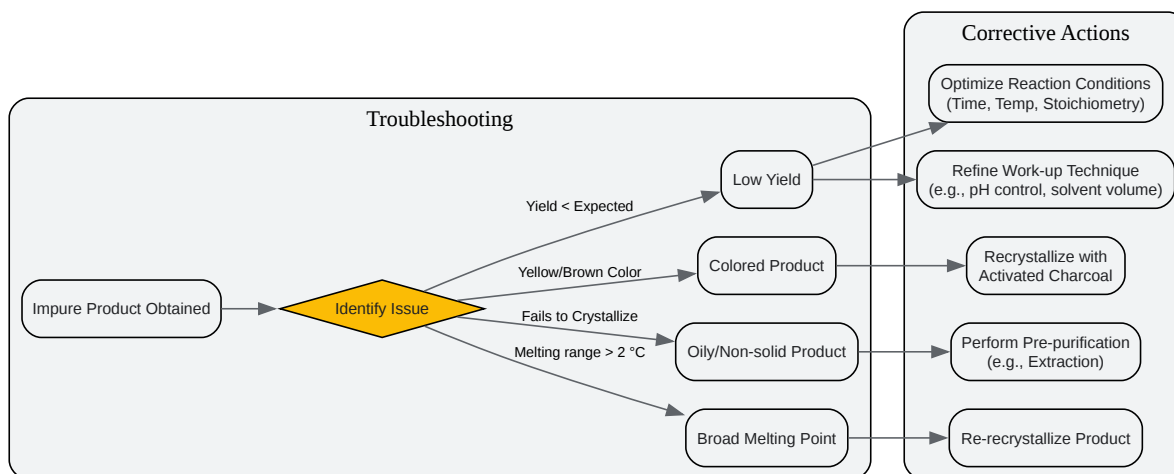 Corrective Actions
Troubleshooting
Optimize Reaction Conditions
(Time, Temp, Stoichiometry)
Low Yield
Refine Work-up Technique
(e.g., pH control, solvent volume)
Yield < Expected
Yellow/Brown Color
Colored Product
Recrystallize with
Activated Charcoal
Impure Product Obtained
Identify Issue
Fails to Crystallize
Oily/Non-solid Product
Perform Pre-purification
(e.g., Extraction)
Melting range > 2 °C
Broad Melting Point
Re-recrystallize Product